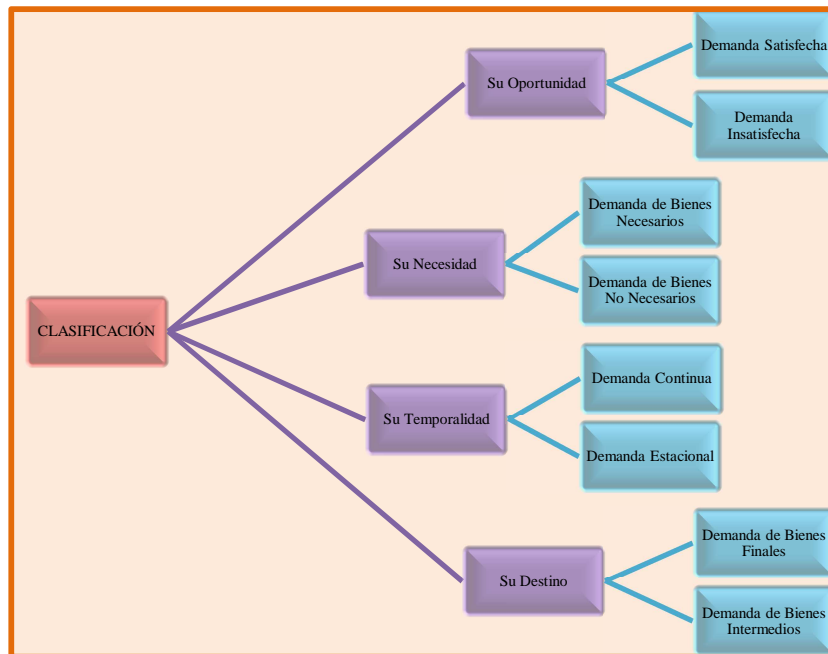 CLASIFICACIÓN
Su Oportunidad
Demanda Satisfecha
Demanda
Insatisfecha
Su Necesidad
Demanda de Bienes
Necesarios
Demanda de Bienes
No Necesarios
Su Temporalidad
Demanda Continua
Demanda Estacional
Su Destino
Demanda de Bienes
Finales
Demanda de Bienes
Intermedios